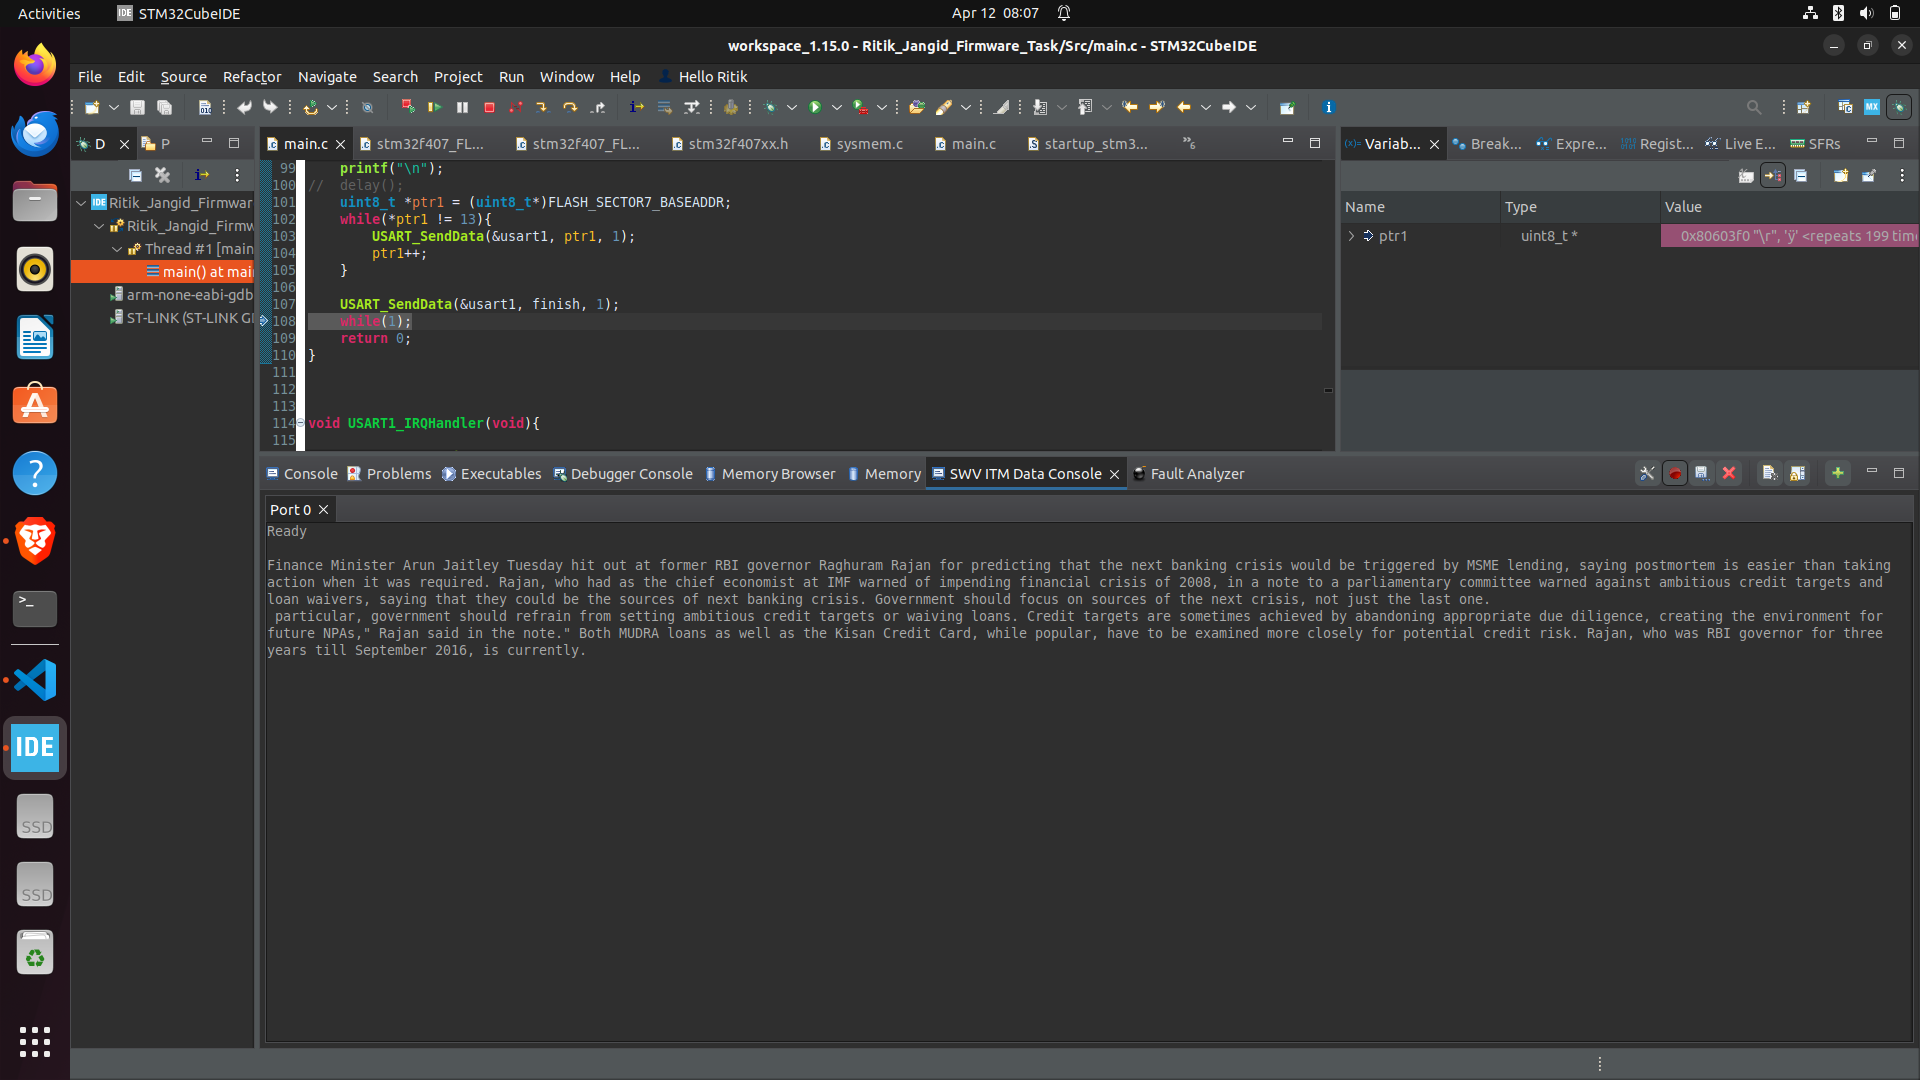 Activities
STM32CubeIDE
Apr 12 08:07
workspace_1.15.0 - Ritik_Jangid_Firmware_Task/Src/main.c - STM32CubeIDE
File Edit Source Refactor Navigate Search Project Run Window Help Hello Ritik
D
P
main.c
stm32f407_FL...
stm32f407_FL...
stm32f407xx.h
sysmem.c
main.c
startup_stm3...
»6
(x)= Variab...
Break...
Expre...
Regist...
Live E...
SFRs
IDE Ritik_Jangid_Firmwar
Ritik_Jangid_Firmw
Thread #1 [main
main() at mai
arm-none-eabi-gdb
ST-LINK (ST-LINK G
99 printf("\n");
100 // delay();
101 uint8_t *ptr1 = (uint8_t*)FLASH_SECTOR7_BASEADDR;
102 while(*ptr1 != 13){
103 USART_SendData(&usart1, ptr1, 1);
104 ptr1++;
105 }
106
107 USART_SendData(&usart1, finish, 1);
108 while(1);
109 return 0;
110 }
111
112
113
114 void USART1_IRQHandler(void){
115
Name Type Value
ptr1 uint8_t * 0x80603f0 "\r", 'ÿ' <repeats 199 time
Console
Problems
Executables
Debugger Console
Memory Browser
Memory
SWV ITM Data Console
Fault Analyzer
Port 0
Ready
Finance Minister Arun Jaitley Tuesday hit out at former RBI governor Raghuram Rajan for predicting that the next banking crisis would be triggered by MSME lending, saying postmortem is easier than taking
action when it was required. Rajan, who had as the chief economist at IMF warned of impending financial crisis of 2008, in a note to a parliamentary committee warned against ambitious credit targets and
loan waivers, saying that they could be the sources of next banking crisis. Government should focus on sources of the next crisis, not just the last one.
particular, government should refrain from setting ambitious credit targets or waiving loans. Credit targets are sometimes achieved by abandoning appropriate due diligence, creating the environment for
future NPAs," Rajan said in the note." Both MUDRA loans as well as the Kisan Credit Card, while popular, have to be examined more closely for potential credit risk. Rajan, who was RBI governor for three
years till September 2016, is currently.
IDE
SSD
SSD
MX